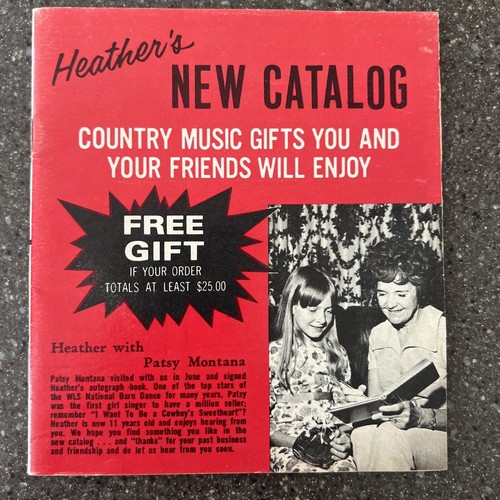 Heather's
NEW CATALOG
COUNTRY MUSIC GIFTS YOU AND
YOUR FRIENDS WILL ENJOY
FREE
GIFT
IF YOUR ORDER
TOTALS AT LEAST $25.00
Heather with
Patsy Montana
Patsy Montana visited with us in June and signed
Heather's autograph book. One of the top stars of
the WLS National Barn Dance for many years, Patsy
was the first girl singer to have a million seller;
remember "I Want To Be a Cowboy's Sweetheart"?
Heather is now 11 years old and enjoys hearing from
you. We hope you find something you like in the
new catalog . . . and "thanks" for your past business
and friendship and do let us hear from you soon.